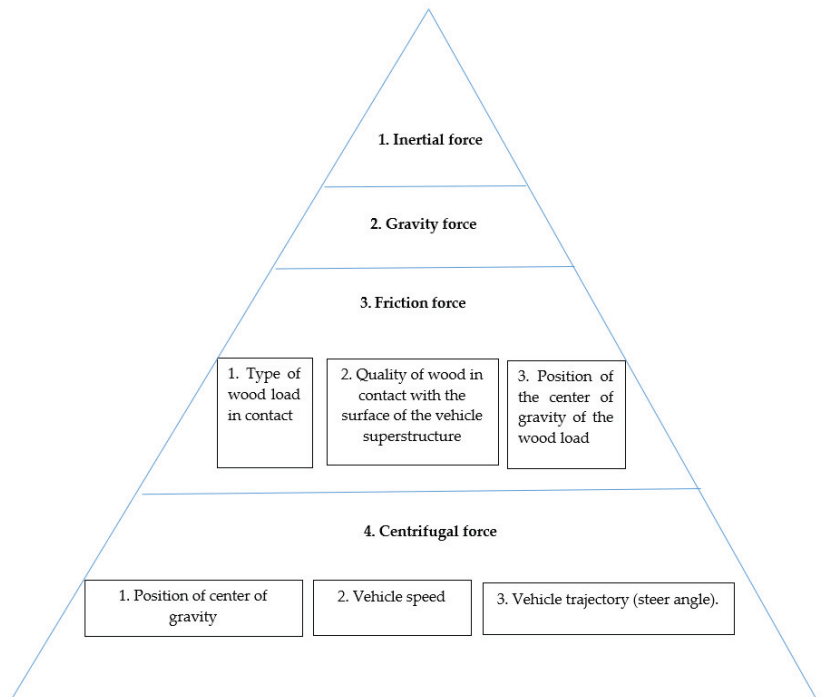 1. Inertial force
2. Gravity force
3. Friction force
1. Type of
wood load
in contact
2. Quality of wood in
contact with the
surface of the vehicle
superstructure
3. Position of
the center of
gravity of the
wood load
4. Centrifugal force
1. Position of center of
gravity
2. Vehicle speed
3. Vehicle trajectory (steer angle).